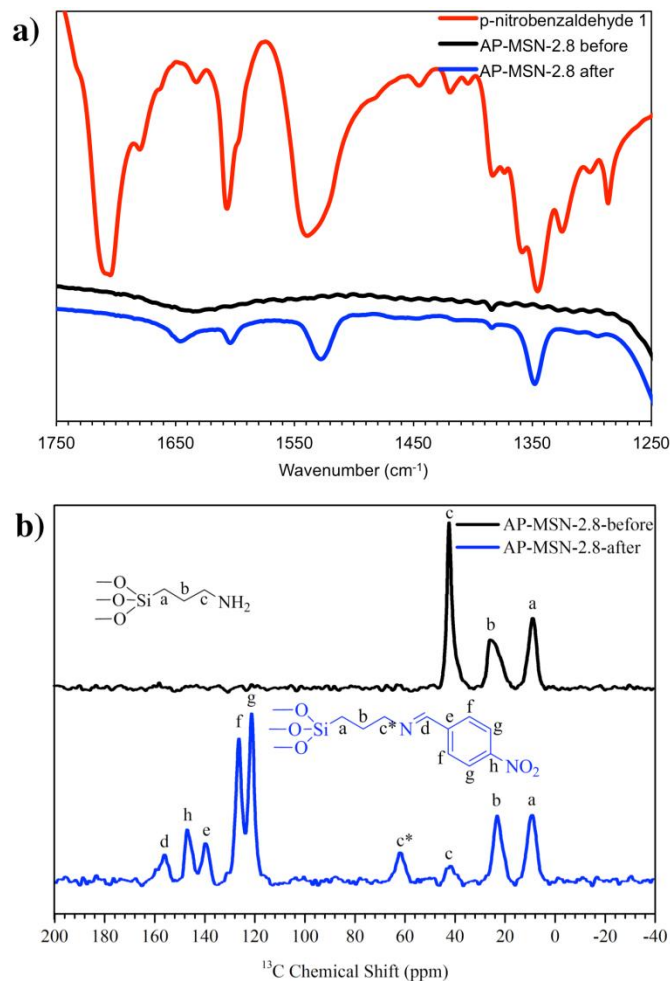 a)
p-nitrobenzaldehyde 1
AP-MSN-2.8 before
AP-MSN-2.8 after
1750 1650 1550 1450 1350 1250
Wavenumber (cm⁻¹)
b)
c
AP-MSN-2.8-before
AP-MSN-2.8-after
—O
—O—Si
—O
a
b
c
NH₂
b
a
g
f
—O
—O—Si
—O
a
b
c*
N
d
e
f
g
f
g
h
NO₂
d
h
e
c*
c
b
a
200 180 160 140 120 100 80 60 40 20 0 -20 -40
¹³C Chemical Shift (ppm)